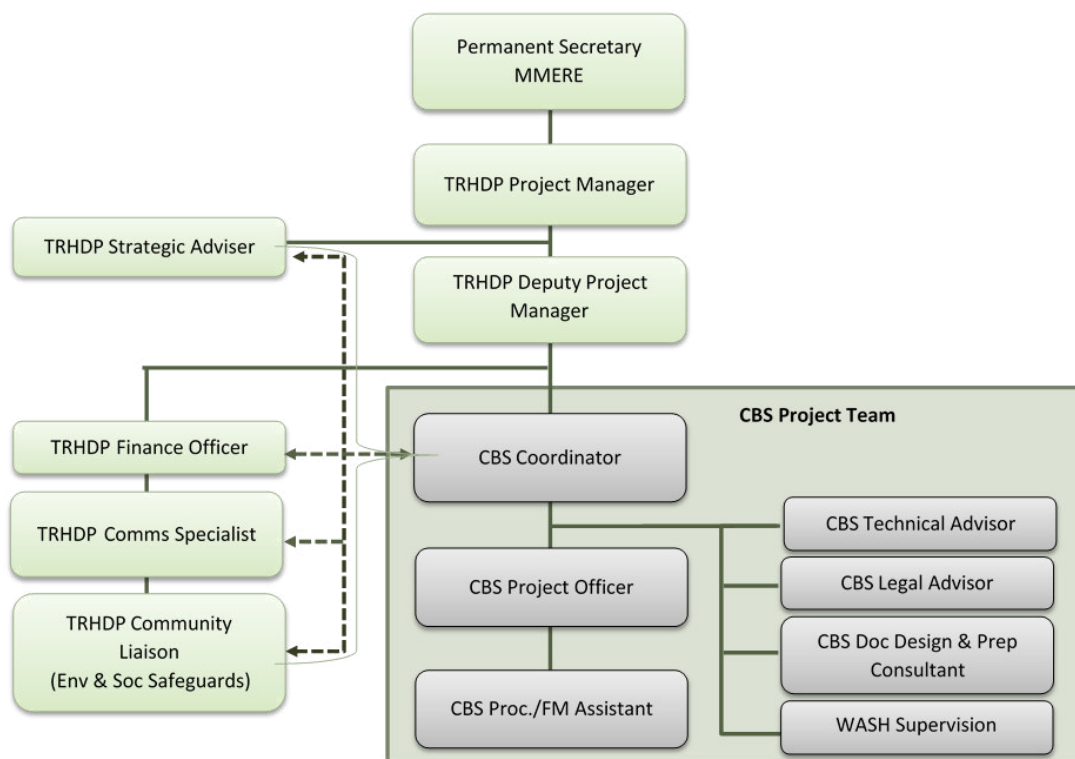 Permanent Secretary
MMERE
TRHDP Project Manager
TRHDP Strategic Adviser
TRHDP Deputy Project
Manager
CBS Project Team
TRHDP Finance Officer
CBS Coordinator
TRHDP Comms Specialist
CBS Technical Advisor
CBS Project Officer
CBS Legal Advisor
TRHDP Community
Liaison
(Env & Soc Safeguards)
CBS Doc Design & Prep
Consultant
CBS Proc./FM Assistant
WASH Supervision